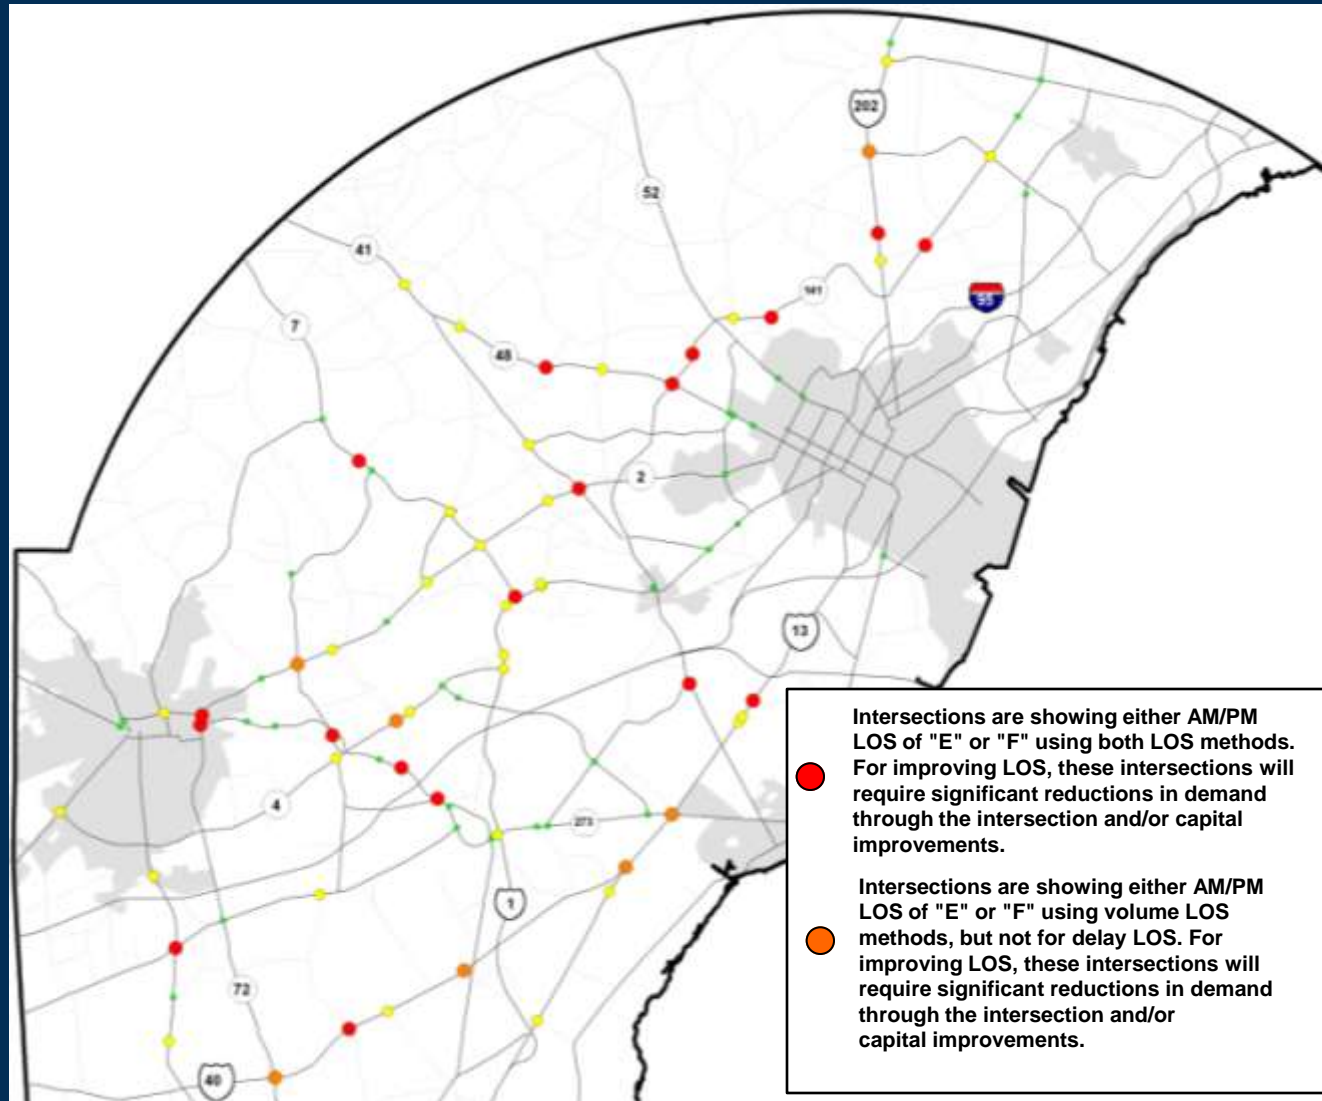 202
52
41
141
95
7
48
2
13
4
273
1
72
40
Intersections are showing either AM/PM
LOS of "E" or "F" using both LOS methods.
For improving LOS, these intersections will
require significant reductions in demand
through the intersection and/or capital
improvements.
Intersections are showing either AM/PM
LOS of "E" or "F" using volume LOS
methods, but not for delay LOS. For
improving LOS, these intersections will
require significant reductions in demand
through the intersection and/or
capital improvements.